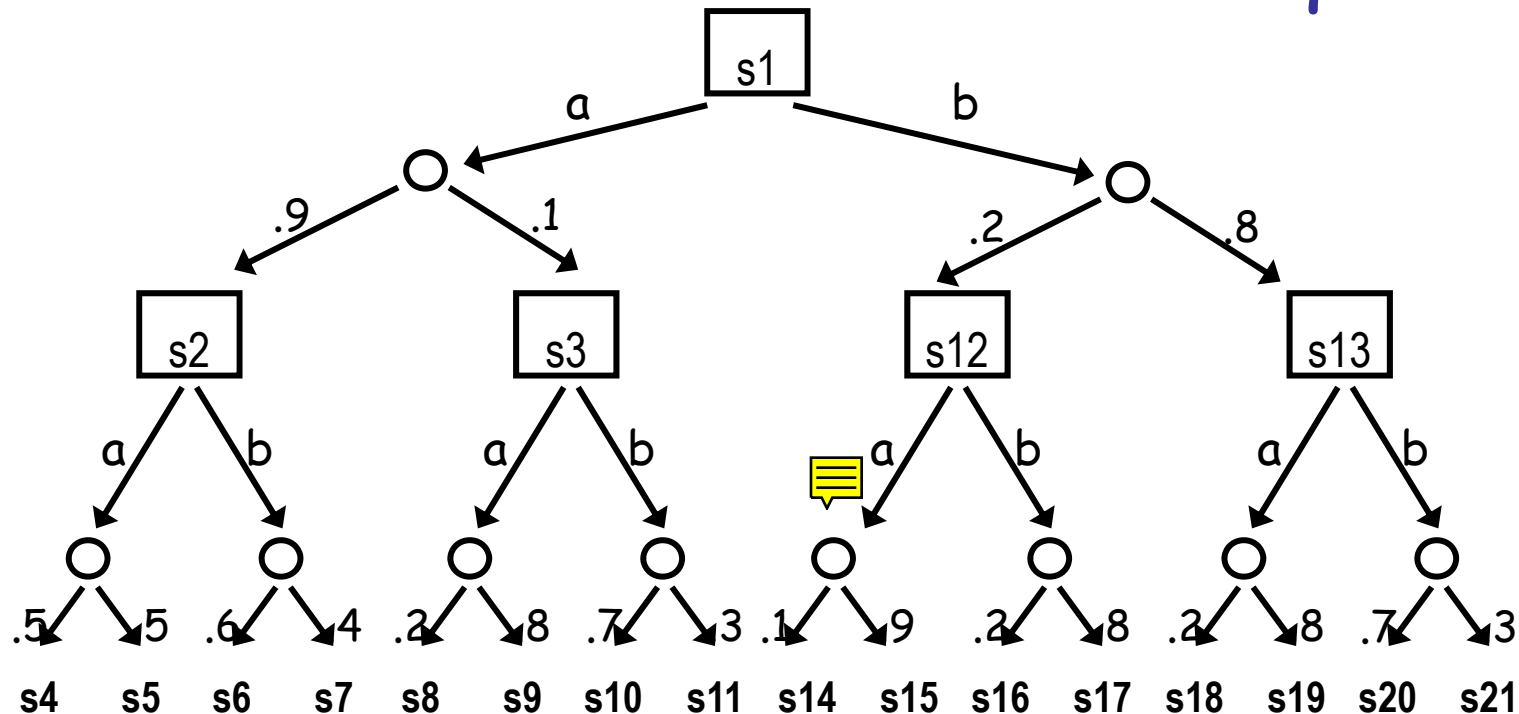 s1
a b
.9 .1 .2 .8
s2 s3 s12 s13
a b a b a b a b
.5 .5 .6 .4 .2 .8 .7 .3 .1 .9 .2 .8 .2 .8 .7 .3
s4 s5 s6 s7 s8 s9 s10 s11 s14 s15 s16 s17 s18 s19 s20 s21